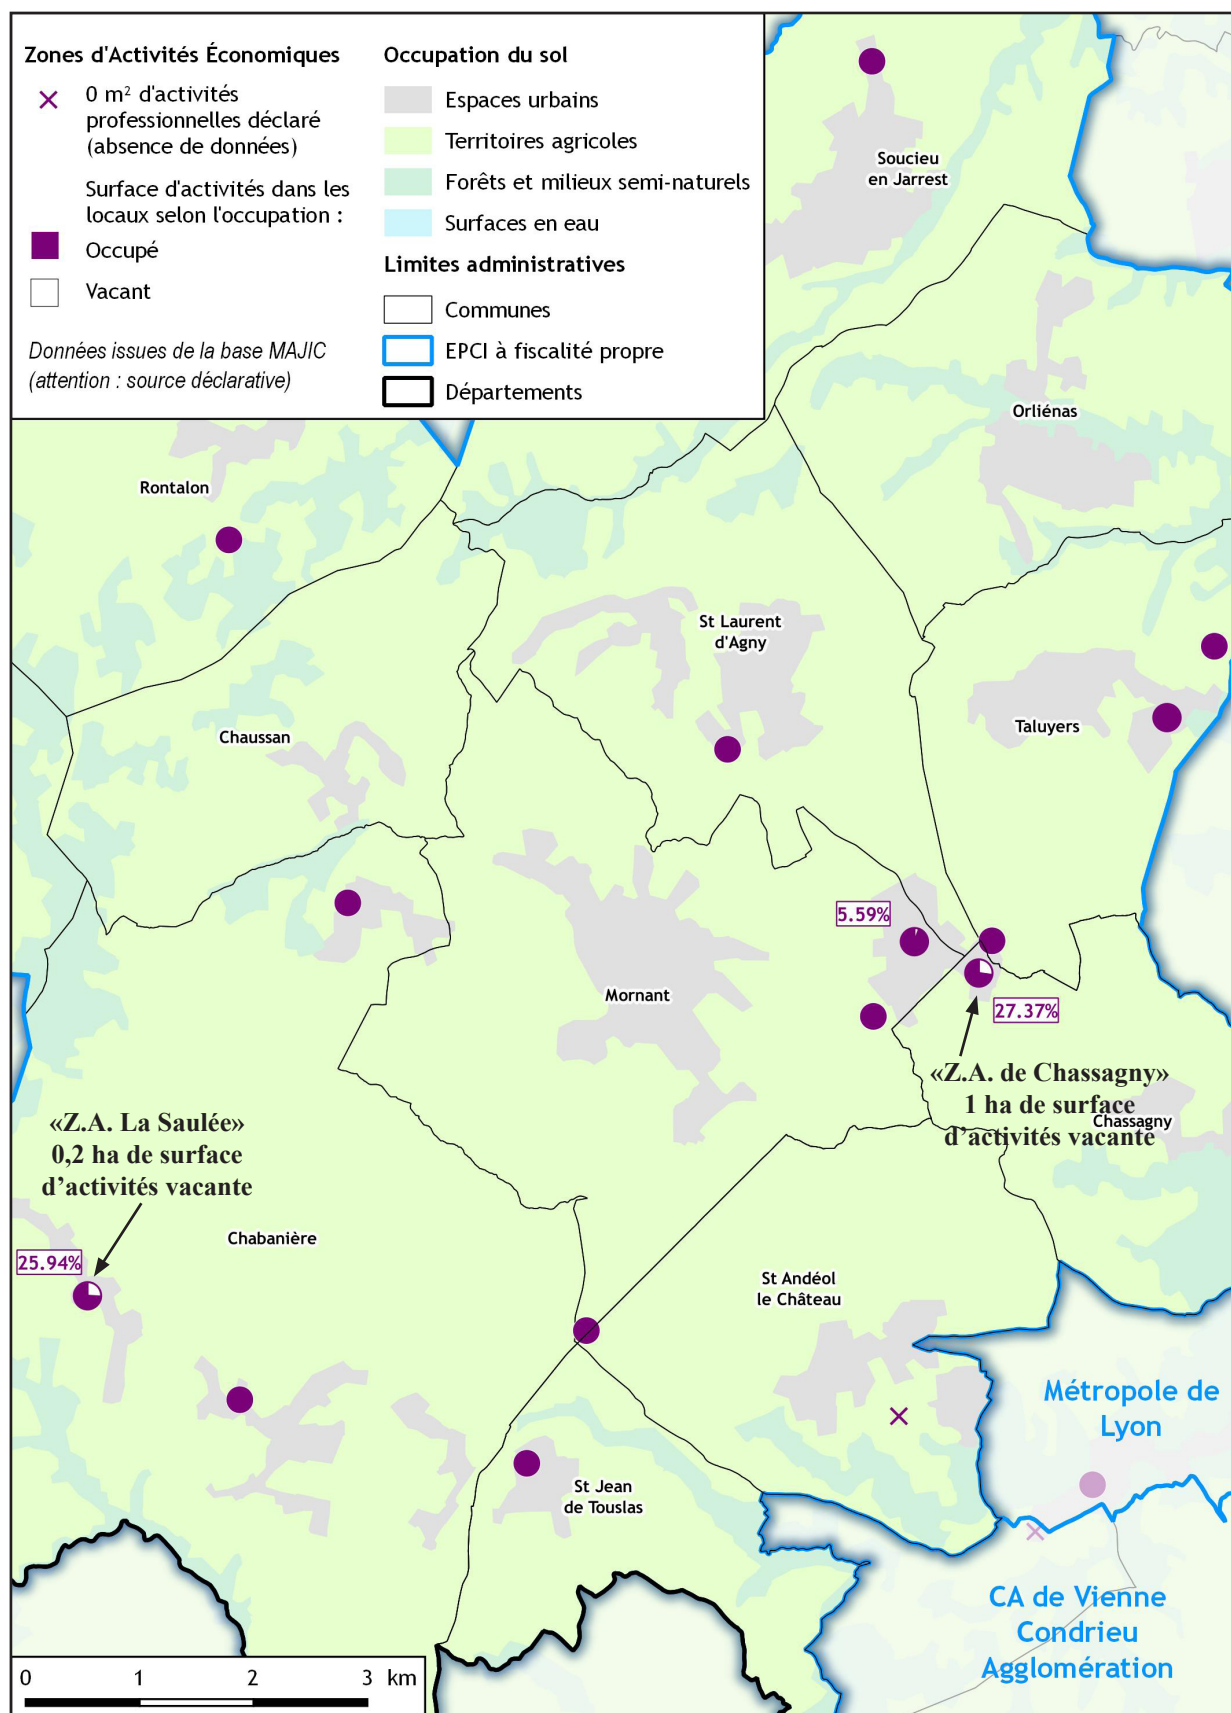 Zones d'Activités Économiques
0 m² d'activités
professionnelles déclaré
(absence de données)
Surface d'activités dans les
locaux selon l'occupation :
Occupé
Vacant
Données issues de la base MAJIC
(attention : source déclarative)
Occupation du sol
Espaces urbains
Territoires agricoles
Forêts et milieux semi-naturels
Surfaces en eau
Limites administratives
Communes
EPCI à fiscalité propre
Départements
Soucieu
en Jarrest
Orliénas
Rontalon
St Laurent
d'Agny
Taluyers
Chaussan
5.59%
Mornant
27.37%
«Z.A. de Chassagny»
1 ha de surface
d’activités vacante
Chassagny
«Z.A. La Saulée»
0,2 ha de surface
d’activités vacante
Chabanière
25.94%
St Andéol
le Château
Métropole de
Lyon
St Jean
de Touslas
CA de Vienne
Condrieu
Agglomération
0 1 2 3 km